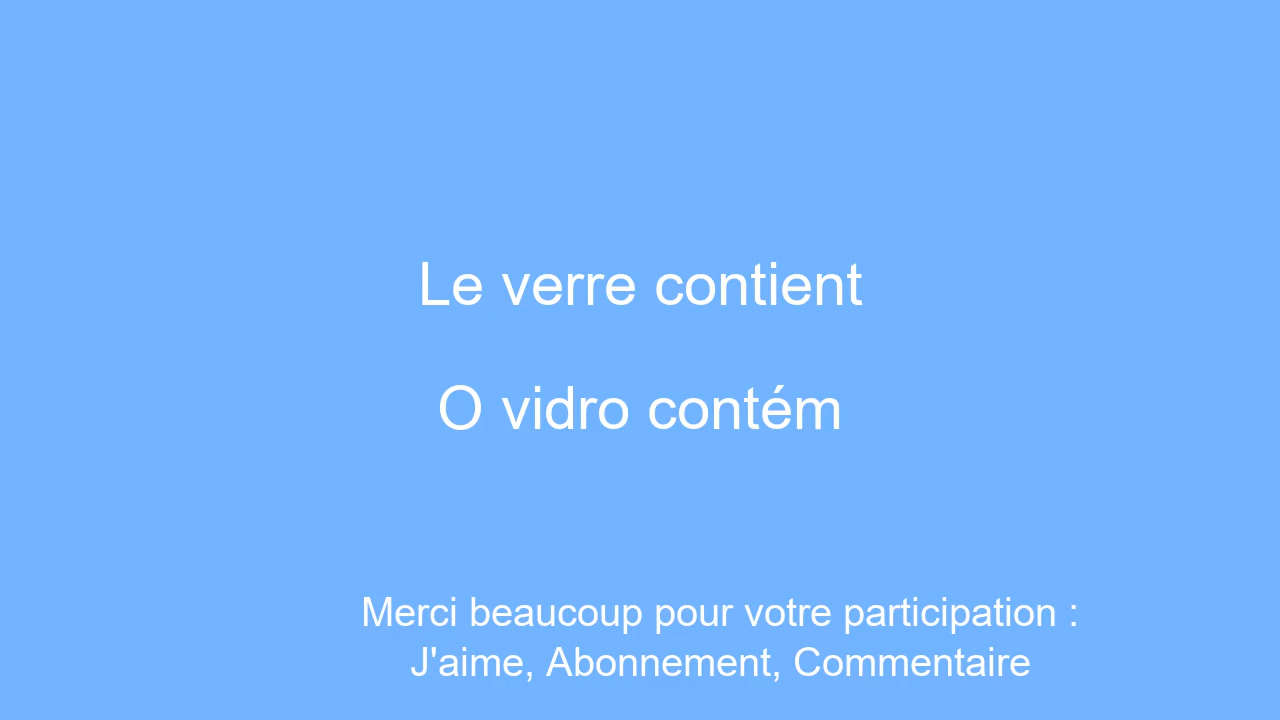 Le verre contient
O vidro contém
Merci beaucoup pour votre participation :
J'aime, Abonnement, Commentaire